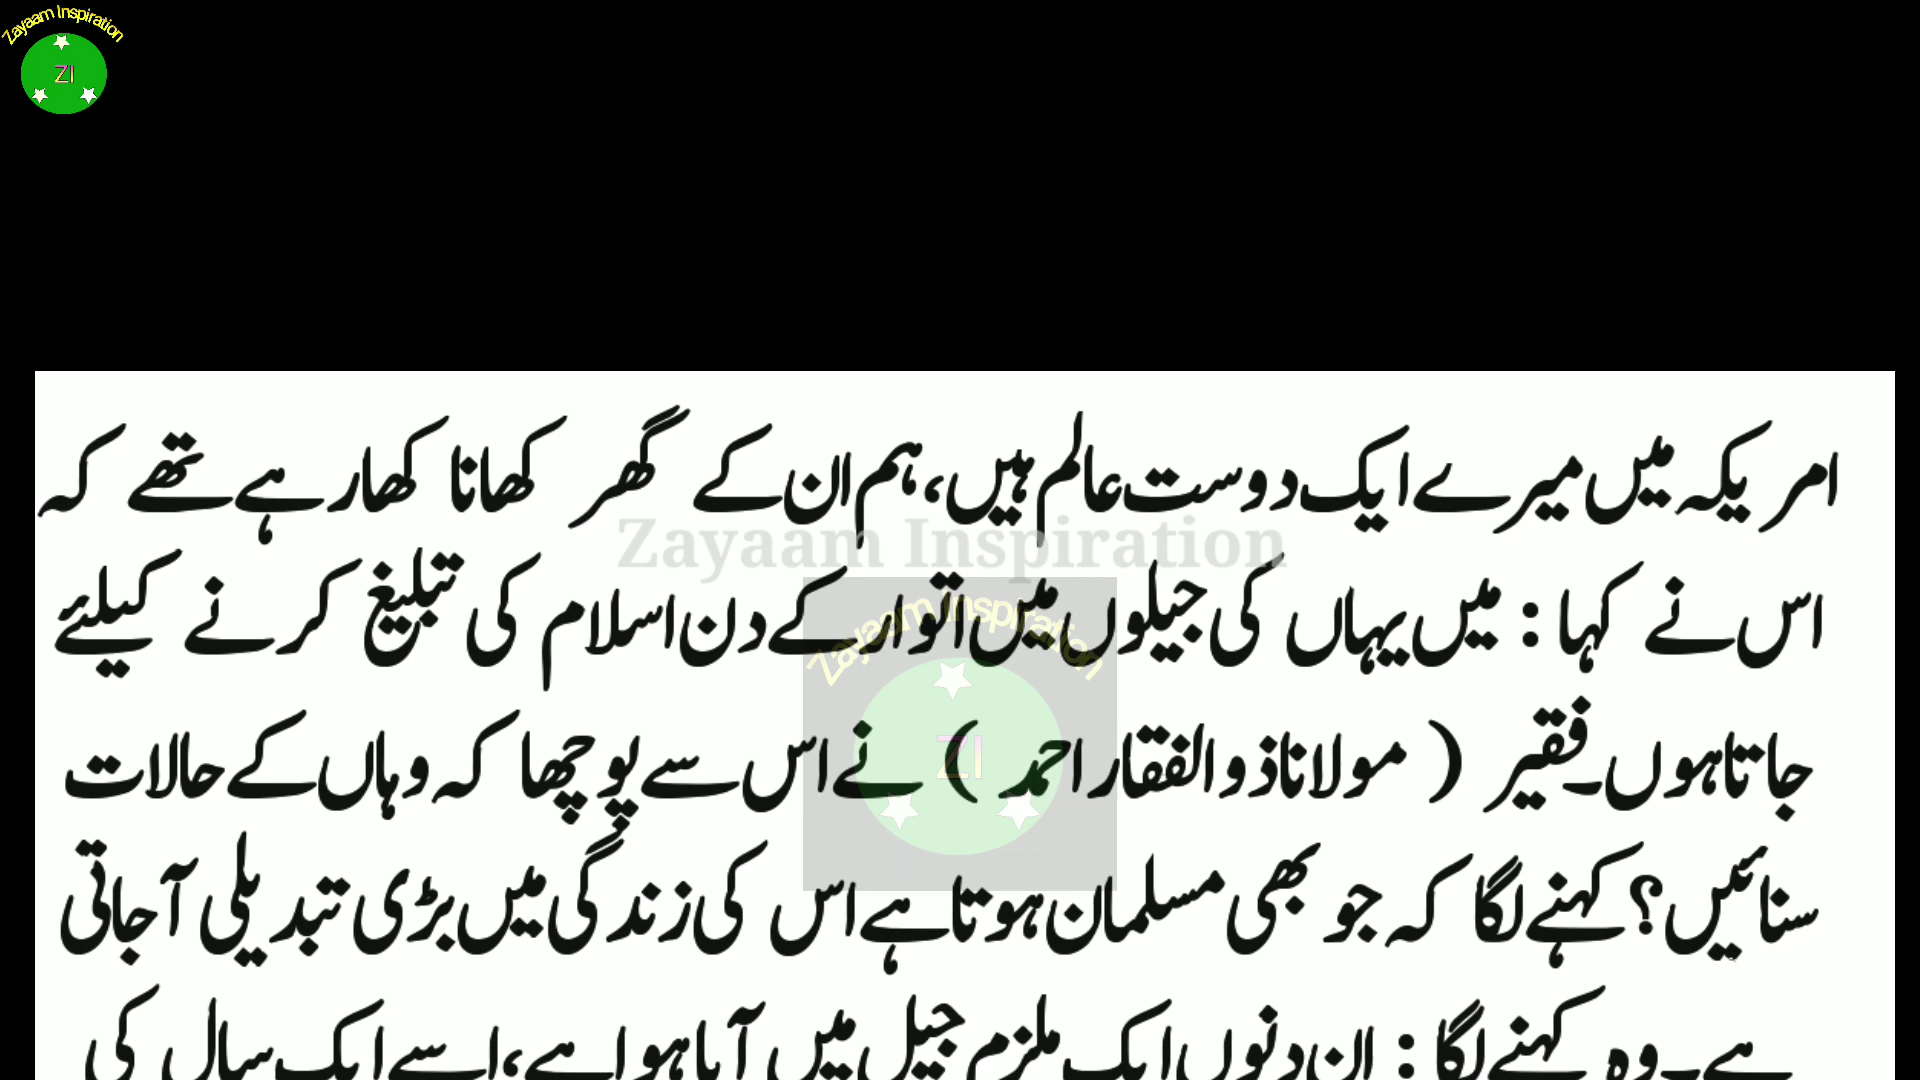 Zayaam Inspiration
ZI
امریکہ میں میرے ایک دوست عالم ہیں، ہم ان کے گھر کھانا کھا رہے تھے کہ
Zayaam Inspiration
اس نے کہا : میں یہاں کی جیلوں میں اتوار کے دن اسلام کی تبلیغ کرنے کیلئے
Zayaam Inspiration
جاتا ہوں۔ فقیر ( مولانا ذوالفقار احمد ) نے اس سے پوچھا کہ وہاں کے حالات
ZI
سنائیں؟ کہنے لگا کہ جو بھی مسلمان ہوتا ہے اس کی زندگی میں بڑی تبدیلی آجاتی
ہے۔ وہ کہنے لگا : ان دنوں ایک ملزم جیل میں آیا ہوا ہے، اسے ایک سال کی